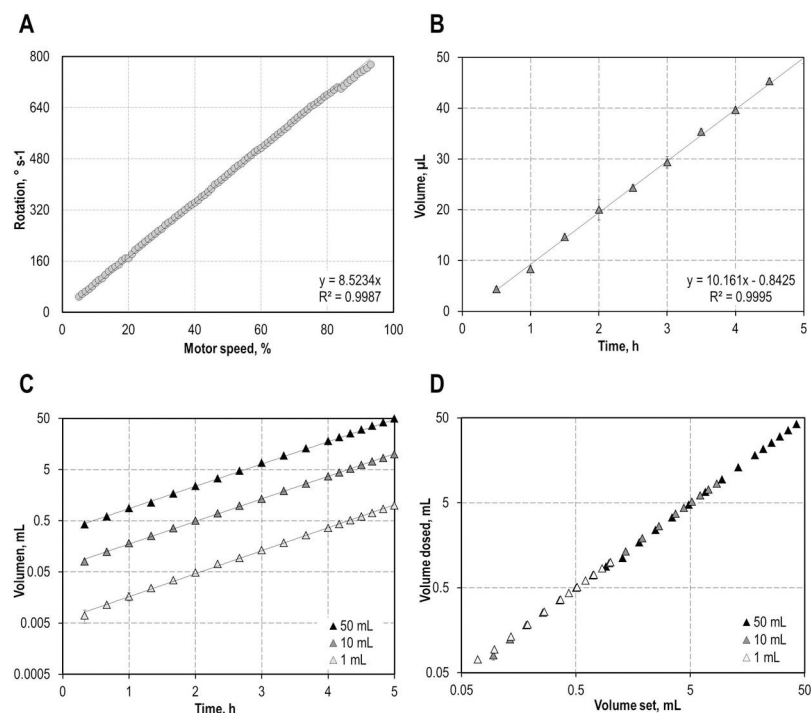 A
800
640
480
320
160
0
0
20
40
60
80
100
Rotation, ° s-1
Motor speed, %
y = 8.5234x
R² = 0.9987
B
50
40
30
20
10
0
0
1
2
3
4
5
Volume, µL
Time, h
y = 10.161x - 0.8425
R² = 0.9995
C
50
5
0.5
0.05
0.005
0.0005
0
1
2
3
4
5
Volumen, mL
Time, h
50 mL
10 mL
1 mL
D
50
5
0.5
0.05
0.05
0.5
5
50
Volume dosed, mL
Volume set, mL
50 mL
10 mL
1 mL